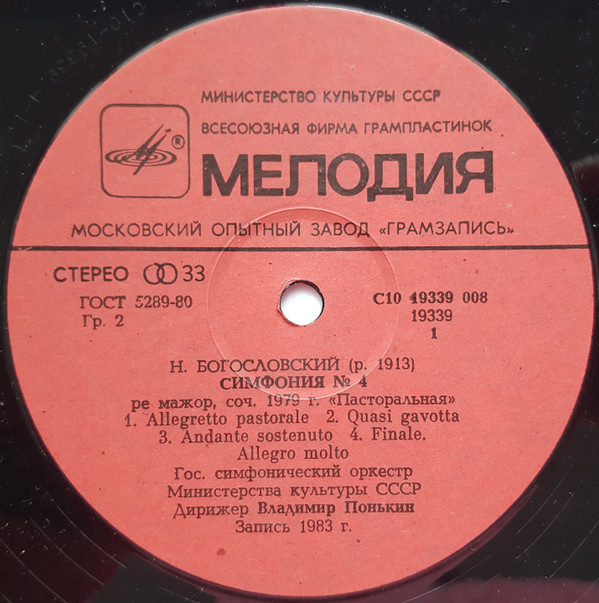 МИНИСТЕРСТВО КУЛЬТУРЫ СССР
ВСЕСОЮЗНАЯ ФИРМА ГРАМПЛАСТИНОК
®
МЕЛОДИЯ
МОСКОВСКИЙ ОПЫТНЫЙ ЗАВОД «ГРАМЗАПИСЬ»
СТЕРЕО 33
ГОСТ 5289-80
Гр. 2
С10 49339 008
19339
1
Н. БОГОСЛОВСКИЙ (р. 1913)
СИМФОНИЯ № 4
ре мажор, соч. 1979 г. «Пасторальная»
1. Allegretto pastorale 2. Quasi gavotta
3. Andante sostenuto 4. Finale.
Allegro molto
Гос. симфонический оркестр
Министерства культуры СССР
Дирижер Владимир Понькин
Запись 1983 г.